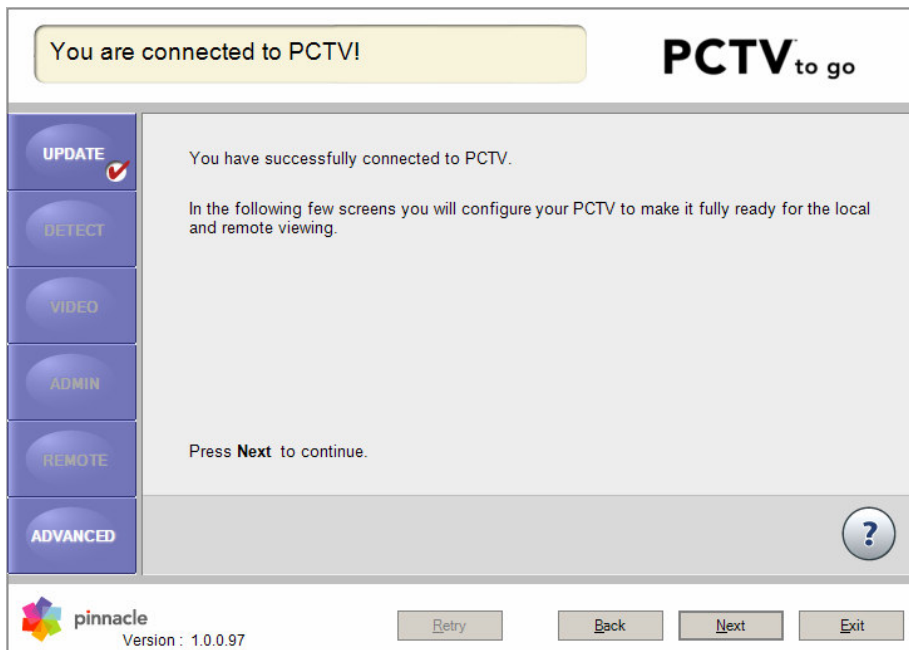 You are connected to PCTV!
PCTV™ to go
UPDATE
DETECT
VIDEO
ADMIN
REMOTE
ADVANCED
You have successfully connected to PCTV.
In the following few screens you will configure your PCTV to make it fully ready for the local
and remote viewing.
Press Next to continue.
?
pinnacle
Version : 1.0.0.97
Retry
Back
Next
Exit